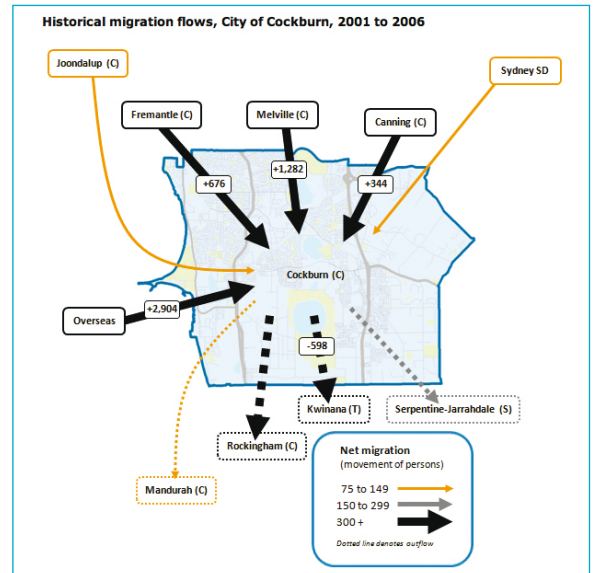 Historical migration flows, City of Cockburn, 2001 to 2006
Joondalup (C)
Sydney SD
Fremantle (C)
Melville (C)
Canning (C)
+1,282
+676
+344
Cockburn (C)
+2,904
Overseas
-598
Kwinana (T)
Serpentine-Jarrahdale (S)
Rockingham (C)
Mandurah (C)
Net migration
(movement of persons)
75 to 149
150 to 299
300 +
Dotted line denotes outflow